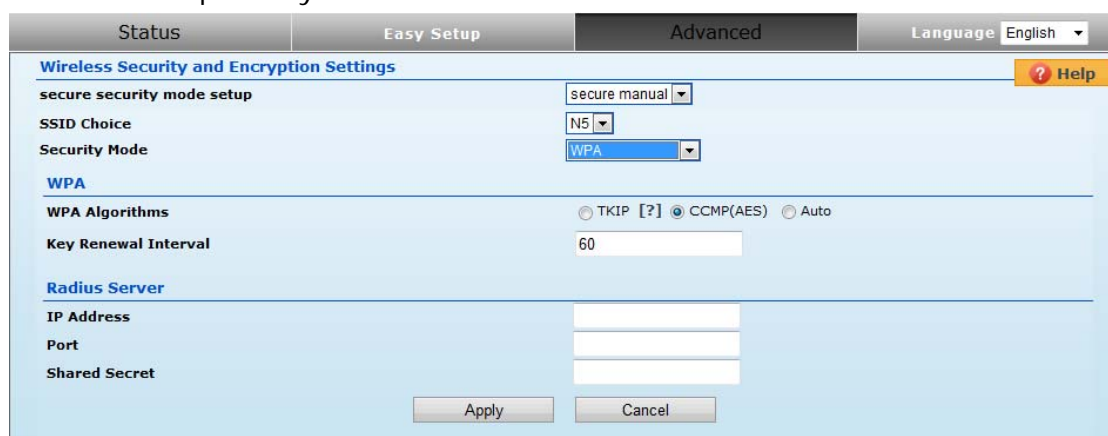 Status Easy Setup Advanced Language English
Wireless Security and Encryption Settings
? Help
secure security mode setup secure manual
SSID Choice N5
Security Mode WPA
WPA
WPA Algorithms TKIP [?] CCMP(AES) Auto
Key Renewal Interval 60
Radius Server
IP Address
Port
Shared Secret
Apply Cancel